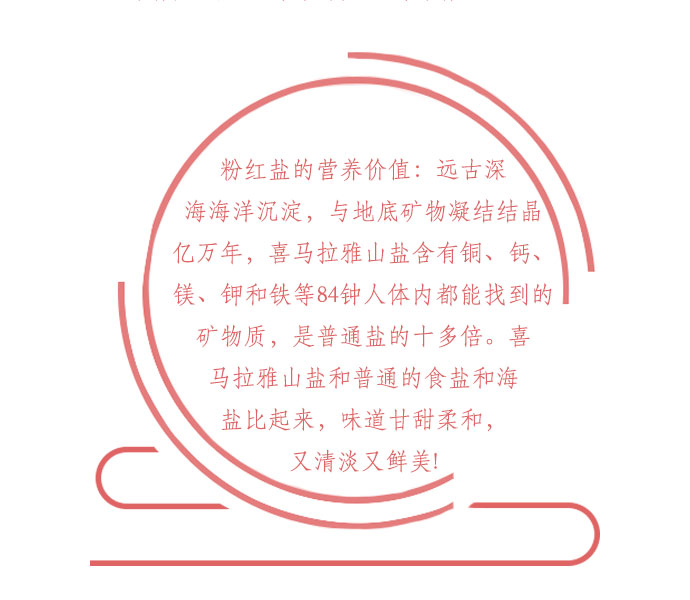 粉红盐的营养价值：远古深
海海洋沉淀，与地底矿物凝结结晶
亿万年，喜马拉雅山盐含有铜、钙、
镁、钾和铁等84钟人体内都能找到的
矿物质，是普通盐的十多倍。喜
马拉雅山盐和普通的食盐和海
盐比起来，味道甘甜柔和，
又清淡又鲜美!